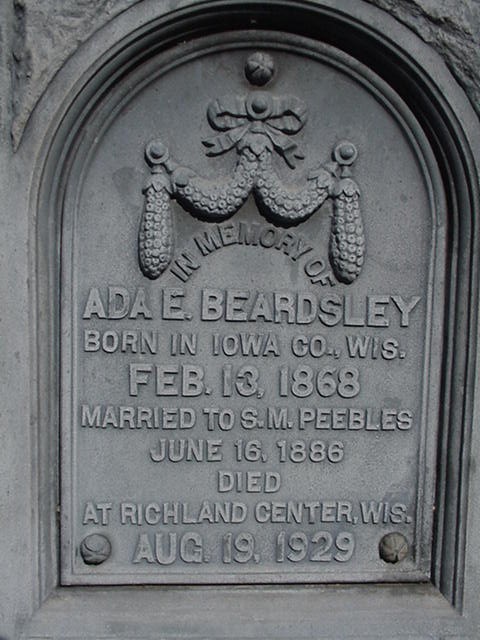 IN MEMORY OF
ADA E. BEARDSLEY
BORN IN IOWA CO., WIS.
FEB. 13, 1868
MARRIED TO S.M. PEEBLES
JUNE 16, 1886
DIED
AT RICHLAND CENTER, WIS.
AUG. 19, 1929